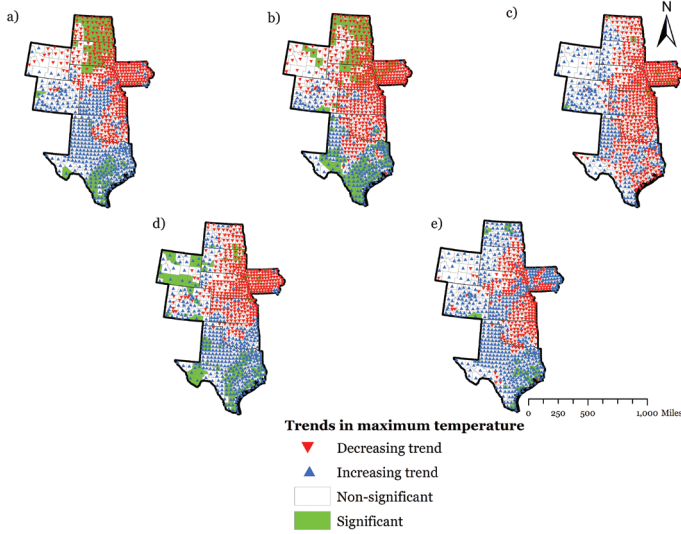 a)
b)
c)
N
d)
e)
0 250 500 1,000 Miles
Trends in maximum temperature
Decreasing trend
Increasing trend
Non-significant
Significant